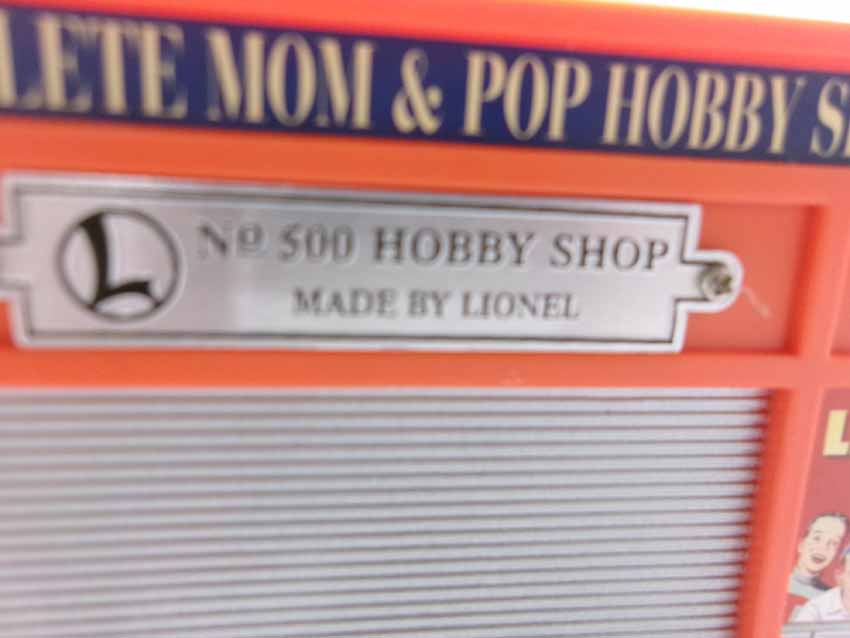 LETE MOM & POP HOBBY S
L
Nº 500 HOBBY SHOP
MADE BY LIONEL
L